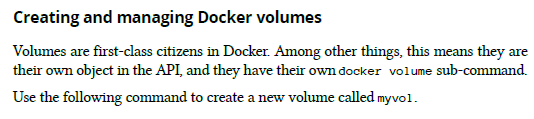 Creating and managing Docker volumes
Volumes are first-class citizens in Docker. Among other things, this means they are
their own object in the API, and they have their own docker volume sub-command.
Use the following command to create a new volume called myvol.